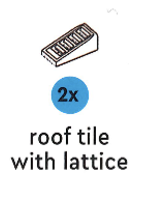 2x
roof tile
with lattice